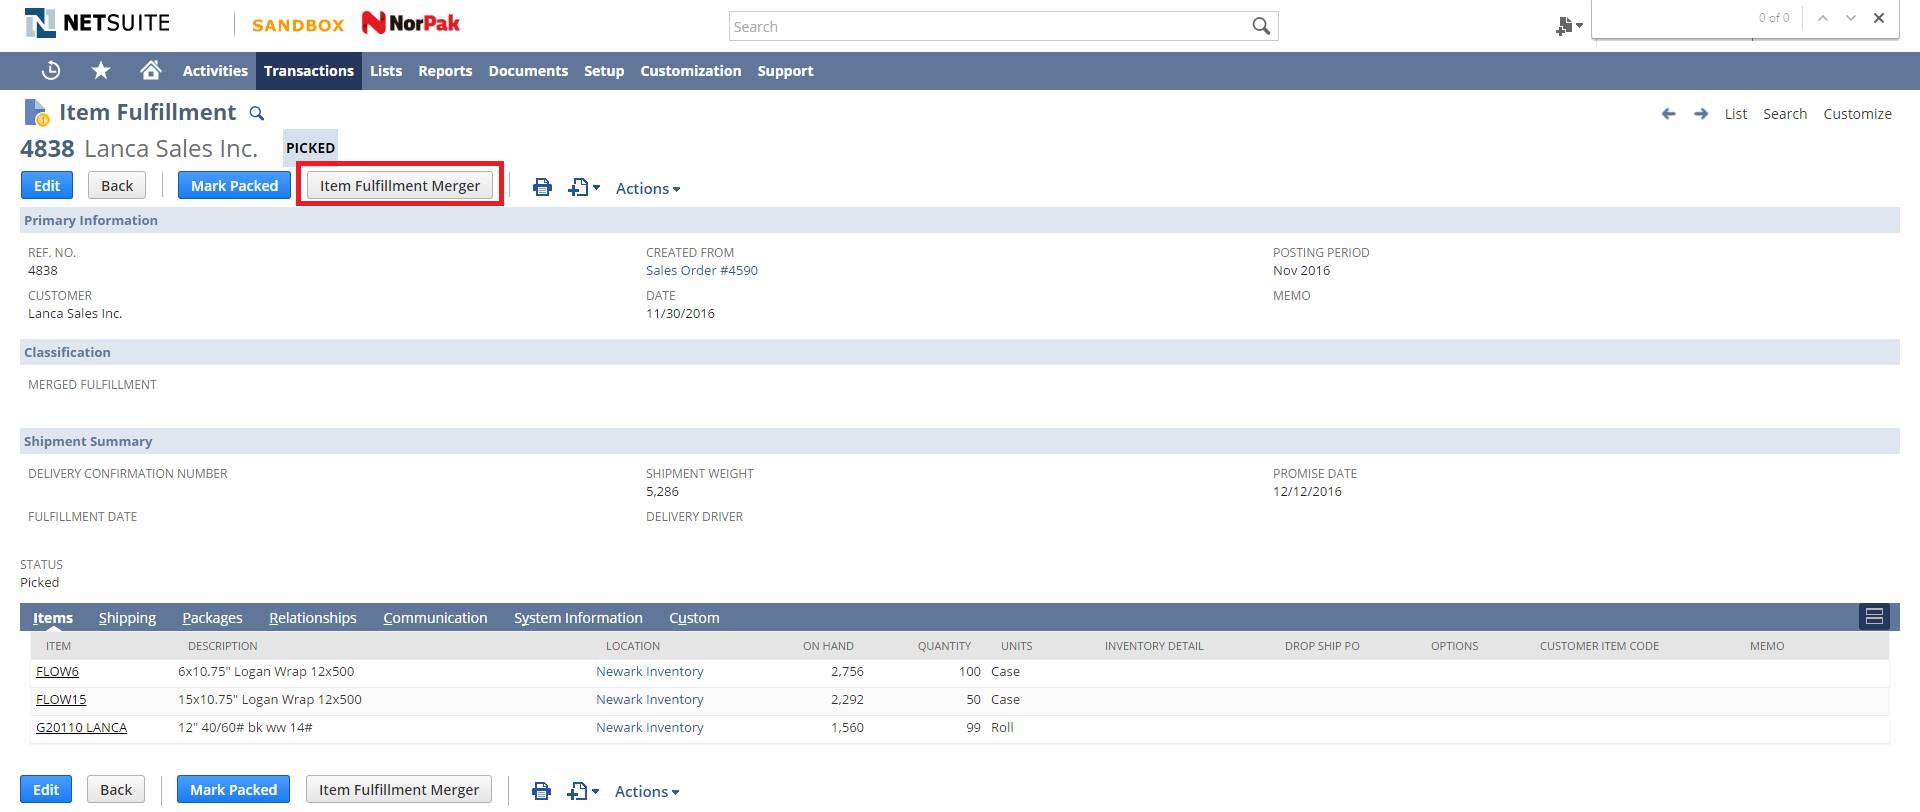 NETSUITE SANDBOX NorPak Search 0 of 0
Activities Transactions Lists Reports Documents Setup Customization Support
Item Fulfillment List Search Customize
4838 Lanca Sales Inc. PICKED
Edit Back Mark Packed Item Fulfillment Merger Actions
Primary Information
REF. NO. CREATED FROM POSTING PERIOD
4838 Sales Order #4590 Nov 2016
CUSTOMER DATE MEMO
Lanca Sales Inc. 11/30/2016
Classification
MERGED FULFILLMENT
Shipment Summary
DELIVERY CONFIRMATION NUMBER SHIPMENT WEIGHT PROMISE DATE
5,286 12/12/2016
FULFILLMENT DATE DELIVERY DRIVER
STATUS
Picked
Items Shipping Packages Relationships Communication System Information Custom
ITEM DESCRIPTION LOCATION ON HAND QUANTITY UNITS INVENTORY DETAIL DROP SHIP PO OPTIONS CUSTOMER ITEM CODE MEMO
FLOW6 6x10.75" Logan Wrap 12x500 Newark Inventory 2,756 100 Case
FLOW15 15x10.75" Logan Wrap 12x500 Newark Inventory 2,292 50 Case
G20110 LANCA 12" 40/60# bk ww 14# Newark Inventory 1,560 99 Roll
Edit Back Mark Packed Item Fulfillment Merger Actions